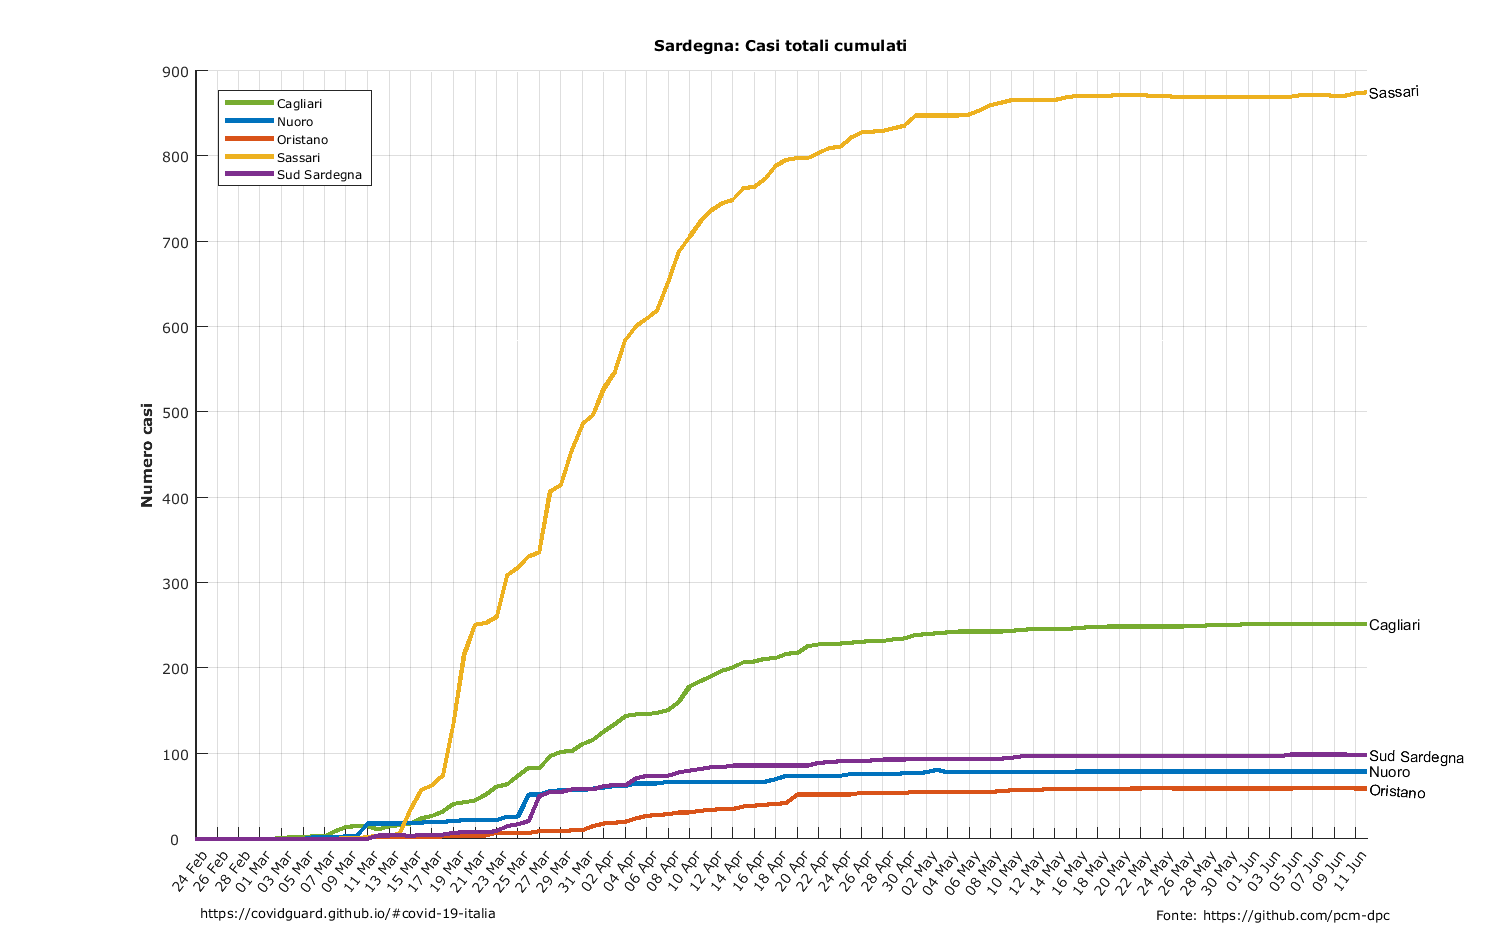 Sardegna: Casi totali cumulati
900
800
700
600
500
400
300
200
100
0
Numero casi
Cagliari
Nuoro
Oristano
Sassari
Sud Sardegna
Sassari
Cagliari
Sud Sardegna
Nuoro
Oristano
24 Feb
26 Feb
28 Feb
01 Mar
03 Mar
05 Mar
07 Mar
09 Mar
11 Mar
13 Mar
15 Mar
17 Mar
19 Mar
21 Mar
23 Mar
25 Mar
27 Mar
29 Mar
31 Mar
02 Apr
04 Apr
06 Apr
08 Apr
10 Apr
12 Apr
14 Apr
16 Apr
18 Apr
20 Apr
22 Apr
24 Apr
26 Apr
28 Apr
30 Apr
02 May
04 May
06 May
08 May
10 May
12 May
14 May
16 May
18 May
20 May
22 May
24 May
26 May
28 May
30 May
01 Jun
03 Jun
05 Jun
07 Jun
09 Jun
11 Jun
https://covidguard.github.io/#covid-19-italia
Fonte: https://github.com/pcm-dpc